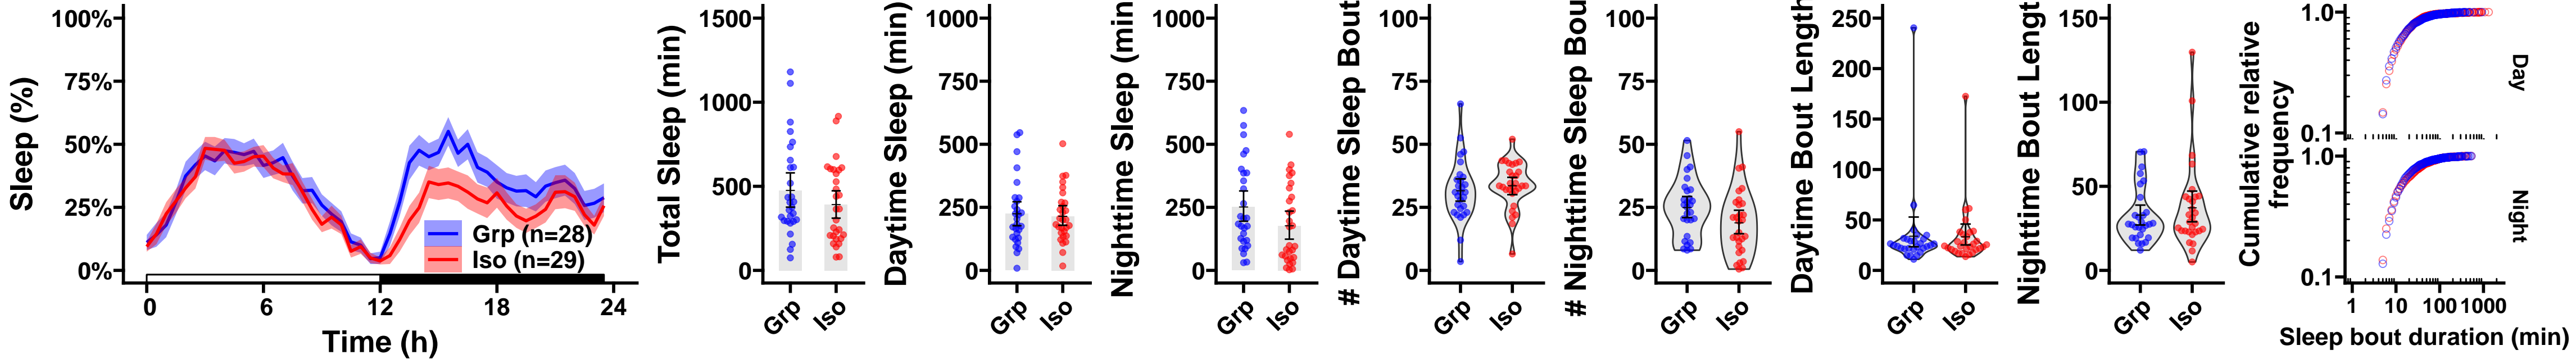 Sleep (%)
100%
75%
50%
25%
0%
Grp (n=28)
Iso (n=29)
0
6
12
18
24
Time (h)
Total Sleep (min)
1500
1000
500
0
Grp
Iso
Daytime Sleep (min)
1000
750
500
250
0
Grp
Iso
Nighttime Sleep (min
1000
750
500
250
0
Grp
Iso
# Daytime Sleep Bout
100
75
50
25
0
Grp
Iso
# Nighttime Sleep Bou
100
75
50
25
0
Grp
Iso
Daytime Bout Length
250
200
150
100
50
0
Grp
Iso
Nighttime Bout Lengt
150
100
50
0
Grp
Iso
Cumulative relative
frequency
1.0
0.1
Day
1.0
0.1
Night
1
10
100
1000
Sleep bout duration (min)